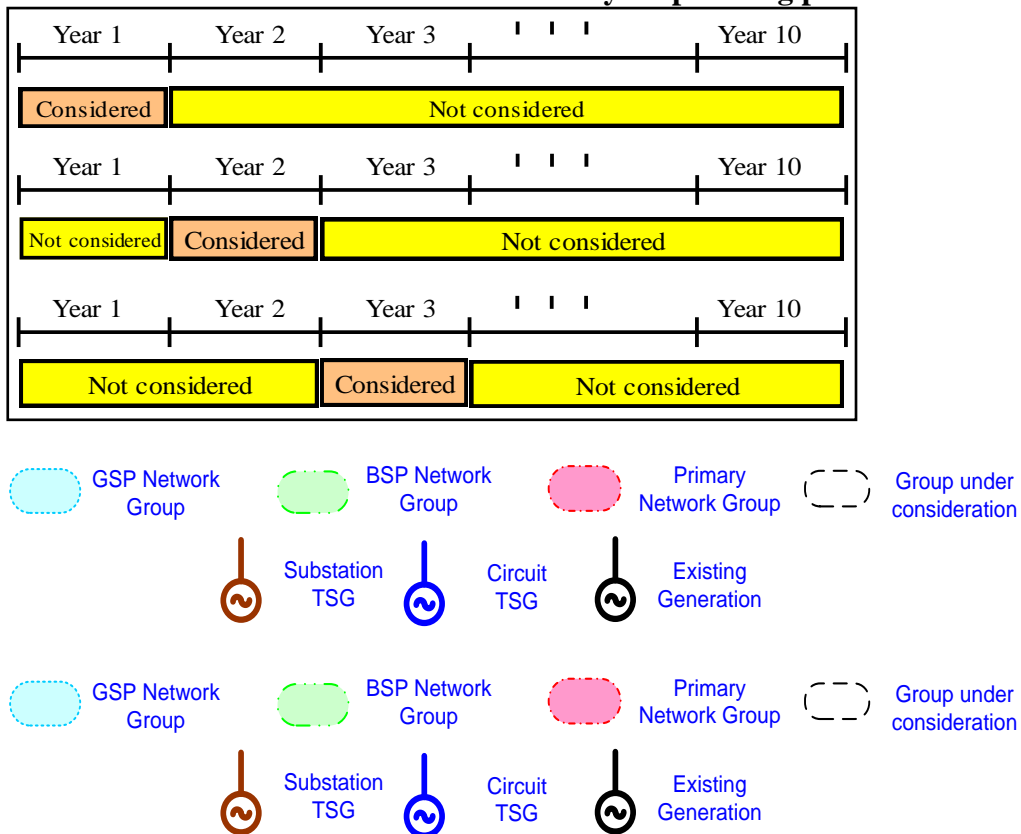 Year 1 Year 2 Year 3 Year 10
Considered Not considered
Year 1 Year 2 Year 3 Year 10
Not considered Considered Not considered
Year 1 Year 2 Year 3 Year 10
Not considered Considered Not considered
GSP Network
Group
BSP Network
Group
Primary
Network Group
Group under
consideration
Substation
TSG
Circuit
TSG
Existing
Generation
GSP Network
Group
BSP Network
Group
Primary
Network Group
Group under
consideration
Substation
TSG
Circuit
TSG
Existing
Generation